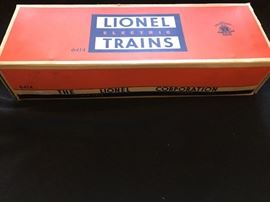 LIONEL
ELECTRIC
TRAINS
6414
6414
THE LIONEL CORPORATION